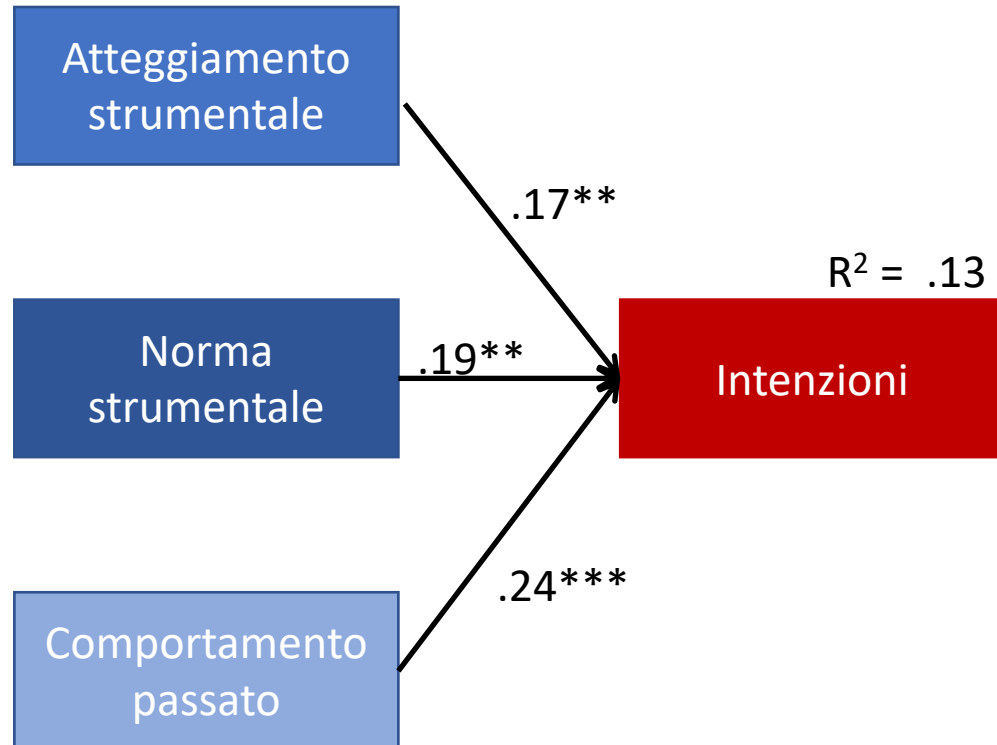 Atteggiamento
strumentale
.17**
R² = .13
Norma
strumentale
.19**
Intenzioni
.24***
Comportamento
passato